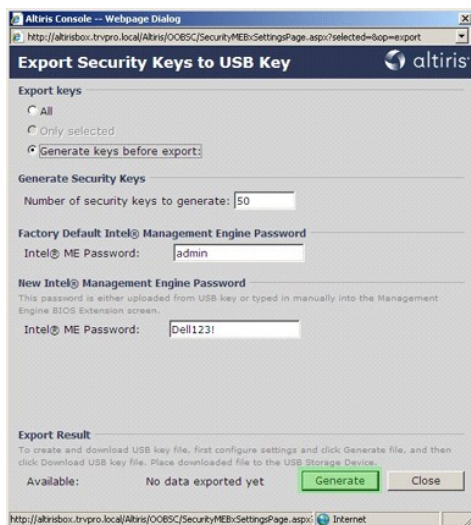 Altiris Console -- Webpage Dialog
http://altirisbox.trvpro.local/Altiris/OOBSC/SecurityMEBxSettingsPage.aspx?selected=&op=export
Export Security Keys to USB Key
altiris
Export keys
All
Only selected
Generate keys before export:
Generate Security Keys
Number of security keys to generate: 50
Factory Default Intel® Management Engine Password
Intel® ME Password: admin
New Intel® Management Engine Password
This password is either uploaded from USB key or typed in manually into the Management
Engine BIOS Extension screen.
Intel® ME Password: Dell123!
Export Result
To create and download USB key file, first configure settings and click Generate file, and then
click Download USB key file. Place downloaded file to the USB Storage Device.
Available: No data exported yet Generate Close
http://altirisbox.trvpro.local/Altiris/OOBSC/SecurityMEBxSettingsPage.aspx? Internet